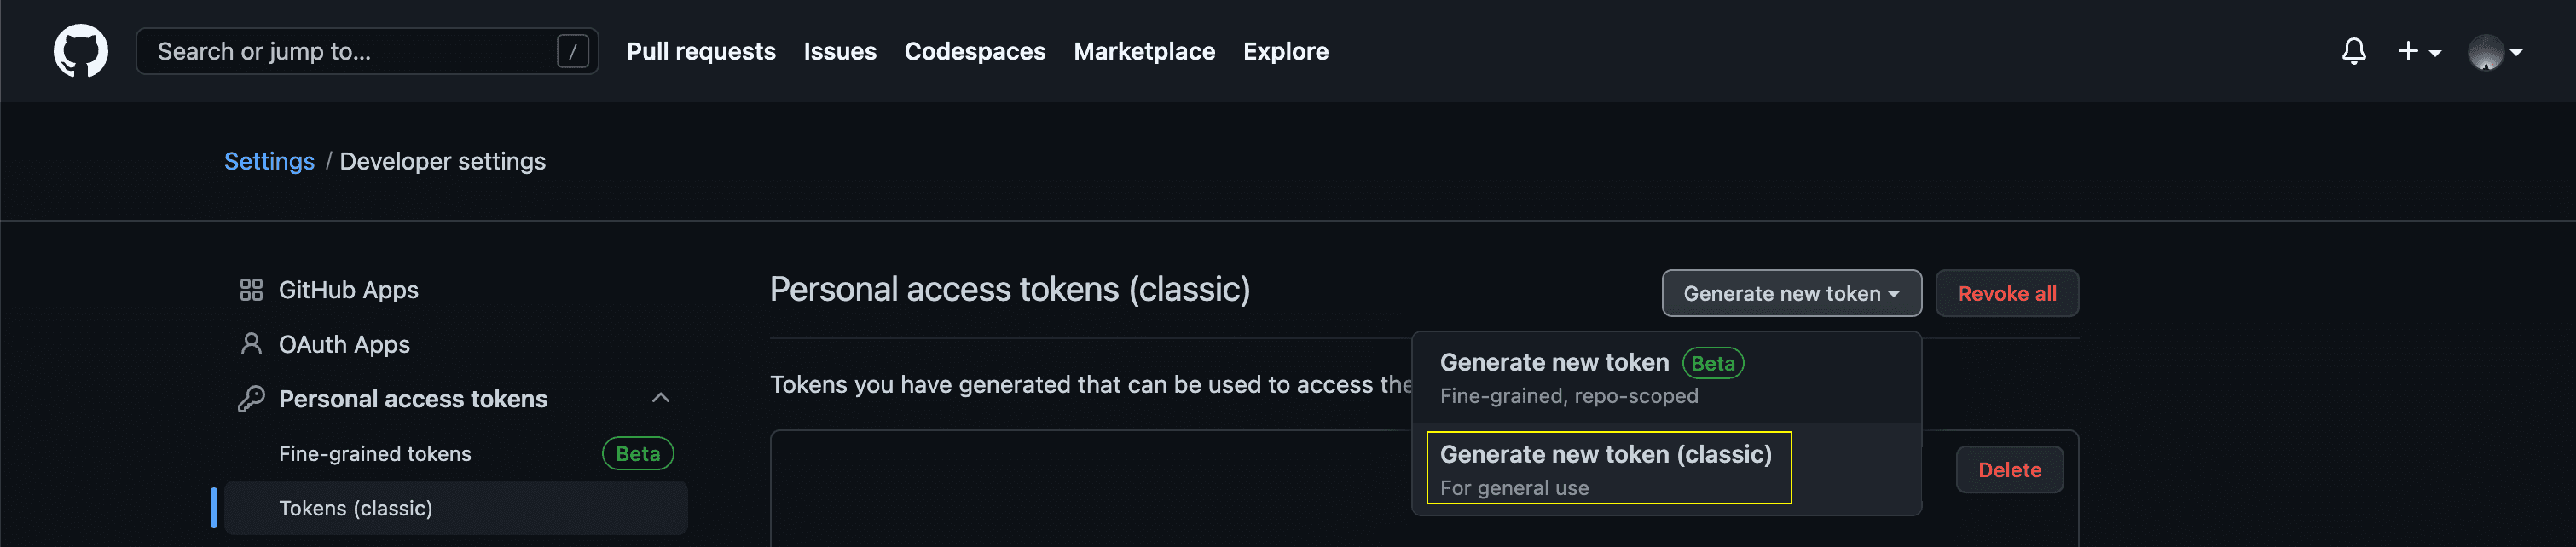 Search or jump to...
/
Pull requests
Issues
Codespaces
Marketplace
Explore
Settings / Developer settings
GitHub Apps
OAuth Apps
Personal access tokens
Fine-grained tokens
Beta
Tokens (classic)
Personal access tokens (classic)
Generate new token
Revoke all
Tokens you have generated that can be used to access the
Generate new token Beta
Fine-grained, repo-scoped
Generate new token (classic)
For general use
Delete